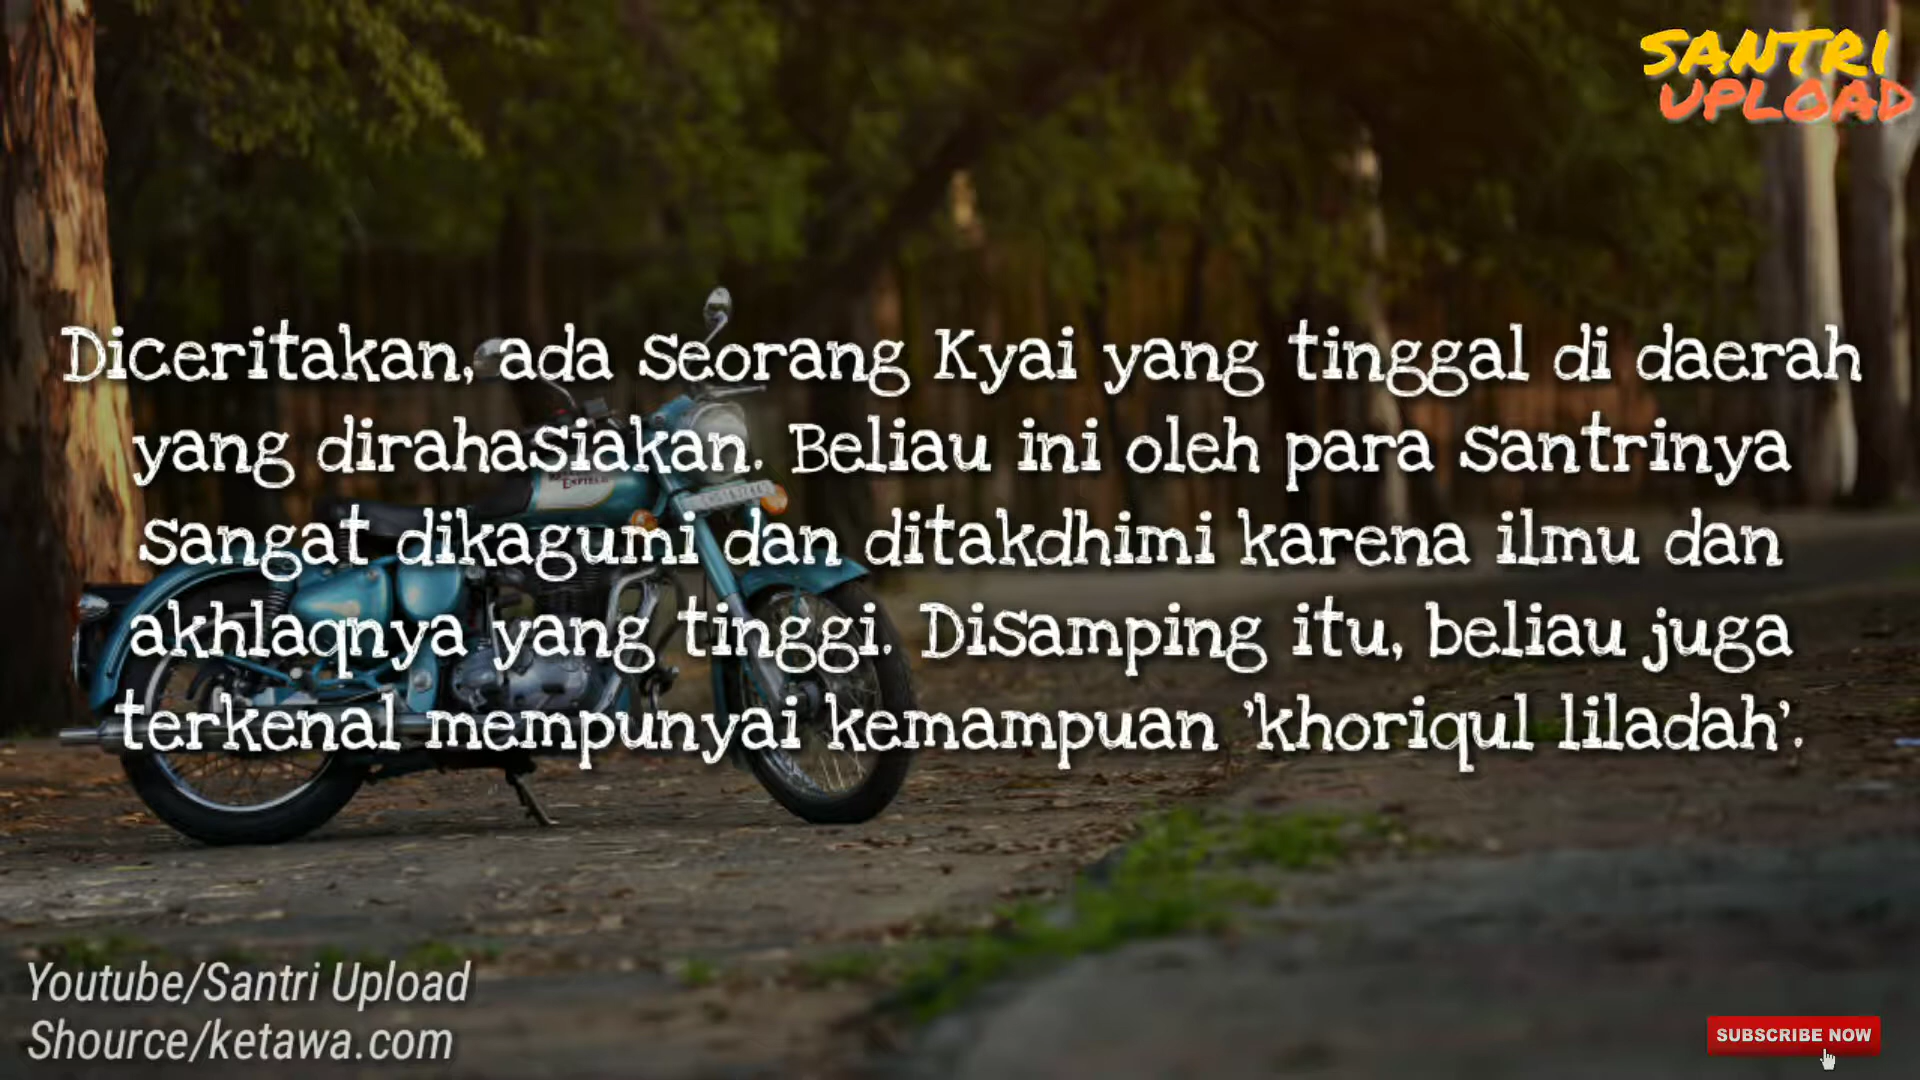 SANTRI
UPLOAD
Diceritakan, ada seorang Kyai yang tinggal di daerah
yang dirahasiakan. Beliau ini oleh para santrinya
sangat dikagumi dan ditakdhimi karena ilmu dan
akhlaqnya yang tinggi. Disamping itu, beliau juga
terkenal mempunyai kemampuan 'khoriqul liladah'.
ENFIELD
Youtube/Santri Upload
Shource/ketawa.com
SUBSCRIBE NOW